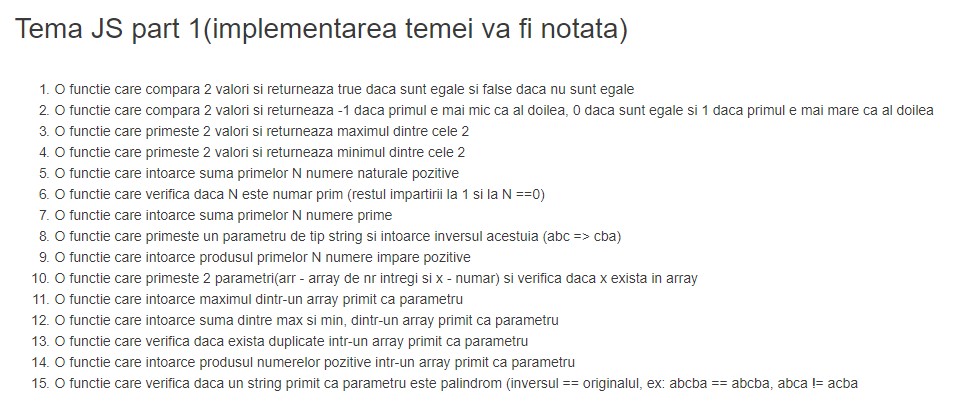 Tema JS part 1(implementarea temei va fi notata)
1. O functie care compara 2 valori si returneaza true daca sunt egale si false daca nu sunt egale
2. O functie care compara 2 valori si returneaza -1 daca primul e mai mic ca al doilea, 0 daca sunt egale si 1 daca primul e mai mare ca al doilea
3. O functie care primeste 2 valori si returneaza maximul dintre cele 2
4. O functie care primeste 2 valori si returneaza minimul dintre cele 2
5. O functie care intoarce suma primelor N numere naturale pozitive
6. O functie care verifica daca N este numar prim (restul impartirii la 1 si la N ==0)
7. O functie care intoarce suma primelor N numere prime
8. O functie care primeste un parametru de tip string si intoarce inversul acestuia (abc => cba)
9. O functie care intoarce produsul primelor N numere impare pozitive
10. O functie care primeste 2 parametri(arr - array de nr intregi si x - numar) si verifica daca x exista in array
11. O functie care intoarce maximul dintr-un array primit ca parametru
12. O functie care intoarce suma dintre max si min, dintr-un array primit ca parametru
13. O functie care verifica daca exista duplicate intr-un array primit ca parametru
14. O functie care intoarce produsul numerelor pozitive intr-un array primit ca parametru
15. O functie care verifica daca un string primit ca parametru este palindrom (inversul == originalul, ex: abcba == abcba, abca != acba